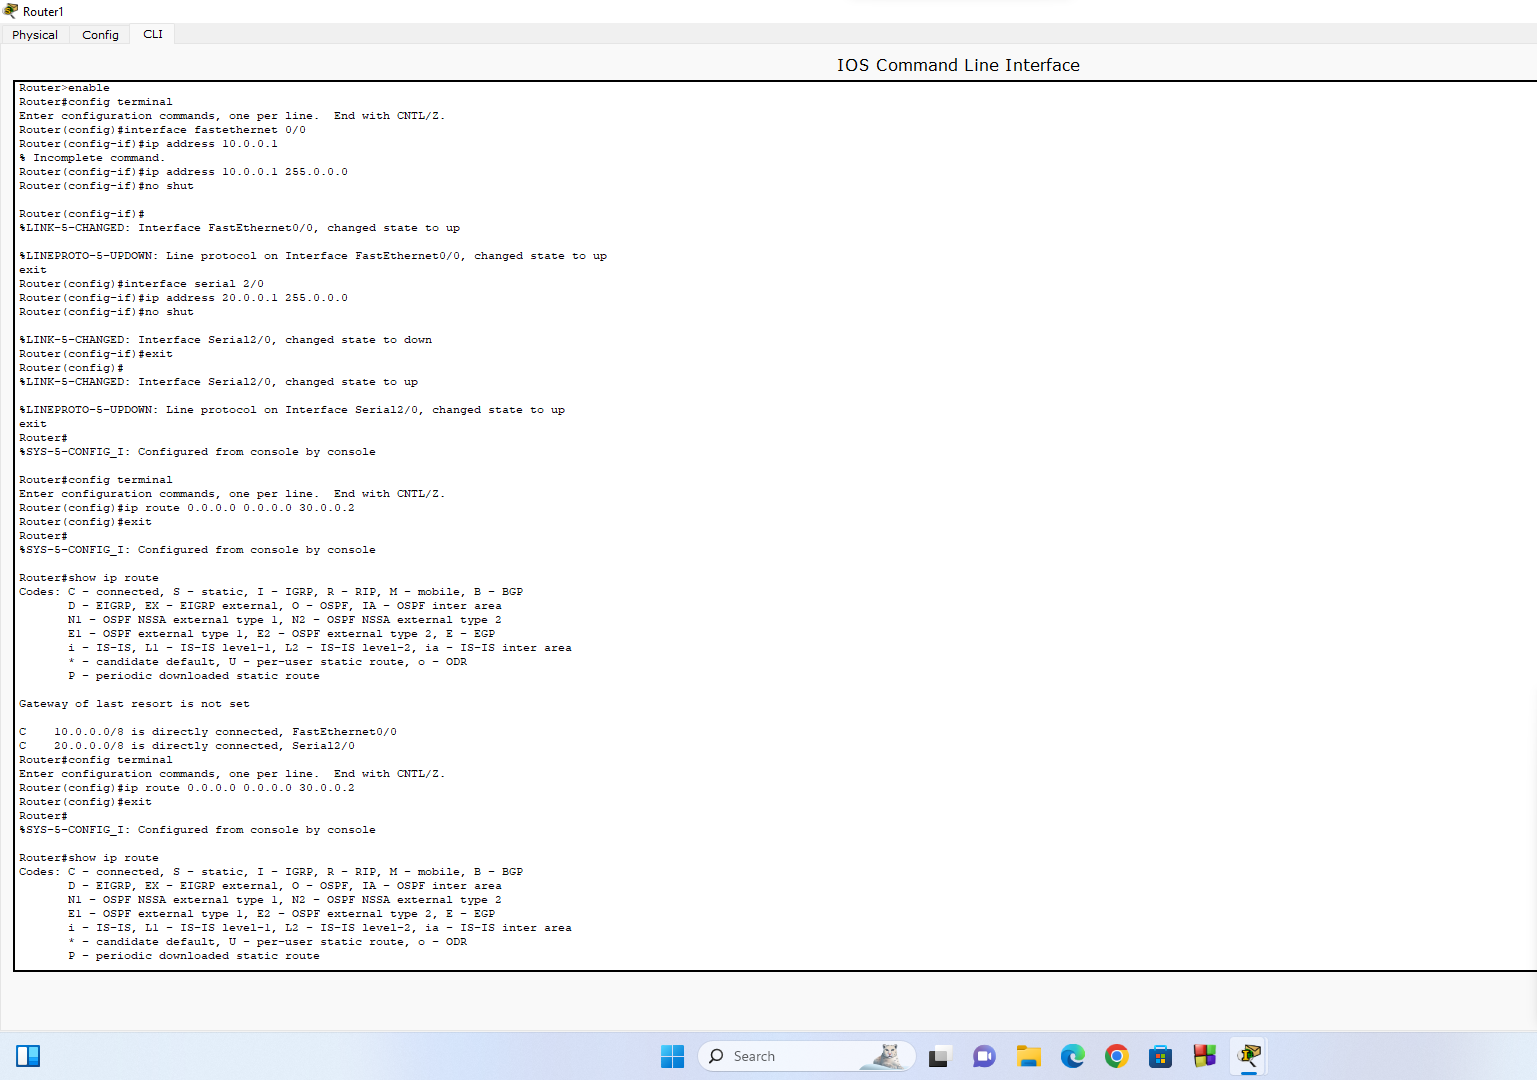 Router1
Physical Config CLI
IOS Command Line Interface
Router>enable
Router#config terminal
Enter configuration commands, one per line.  End with CNTL/Z.
Router(config)#interface fastethernet 0/0
Router(config-if)#ip address 10.0.0.1
% Incomplete command.
Router(config-if)#ip address 10.0.0.1 255.0.0.0
Router(config-if)#no shut
Router(config-if)#
%LINK-5-CHANGED: Interface FastEthernet0/0, changed state to up
%LINEPROTO-5-UPDOWN: Line protocol on Interface FastEthernet0/0, changed state to up
exit
Router(config)#interface serial 2/0
Router(config-if)#ip address 20.0.0.1 255.0.0.0
Router(config-if)#no shut
%LINK-5-CHANGED: Interface Serial2/0, changed state to down
Router(config-if)#exit
Router(config)#
%LINK-5-CHANGED: Interface Serial2/0, changed state to up
%LINEPROTO-5-UPDOWN: Line protocol on Interface Serial2/0, changed state to up
exit
Router#
%SYS-5-CONFIG_I: Configured from console by console
Router#config terminal
Enter configuration commands, one per line.  End with CNTL/Z.
Router(config)#ip route 0.0.0.0 0.0.0.0 30.0.0.2
Router(config)#exit
Router#
%SYS-5-CONFIG_I: Configured from console by console
Router#show ip route
Codes: C - connected, S - static, I - IGRP, R - RIP, M - mobile, B - BGP
D - EIGRP, EX - EIGRP external, O - OSPF, IA - OSPF inter area
N1 - OSPF NSSA external type 1, N2 - OSPF NSSA external type 2
E1 - OSPF external type 1, E2 - OSPF external type 2, E - EGP
i - IS-IS, L1 - IS-IS level-1, L2 - IS-IS level-2, ia - IS-IS inter area
* - candidate default, U - per-user static route, o - ODR
P - periodic downloaded static route
Gateway of last resort is not set
C    10.0.0.0/8 is directly connected, FastEthernet0/0
C    20.0.0.0/8 is directly connected, Serial2/0
Router#config terminal
Enter configuration commands, one per line.  End with CNTL/Z.
Router(config)#ip route 0.0.0.0 0.0.0.0 30.0.0.2
Router(config)#exit
Router#
%SYS-5-CONFIG_I: Configured from console by console
Router#show ip route
Codes: C - connected, S - static, I - IGRP, R - RIP, M - mobile, B - BGP
D - EIGRP, EX - EIGRP external, O - OSPF, IA - OSPF inter area
N1 - OSPF NSSA external type 1, N2 - OSPF NSSA external type 2
E1 - OSPF external type 1, E2 - OSPF external type 2, E - EGP
i - IS-IS, L1 - IS-IS level-1, L2 - IS-IS level-2, ia - IS-IS inter area
* - candidate default, U - per-user static route, o - ODR
P - periodic downloaded static route
Search